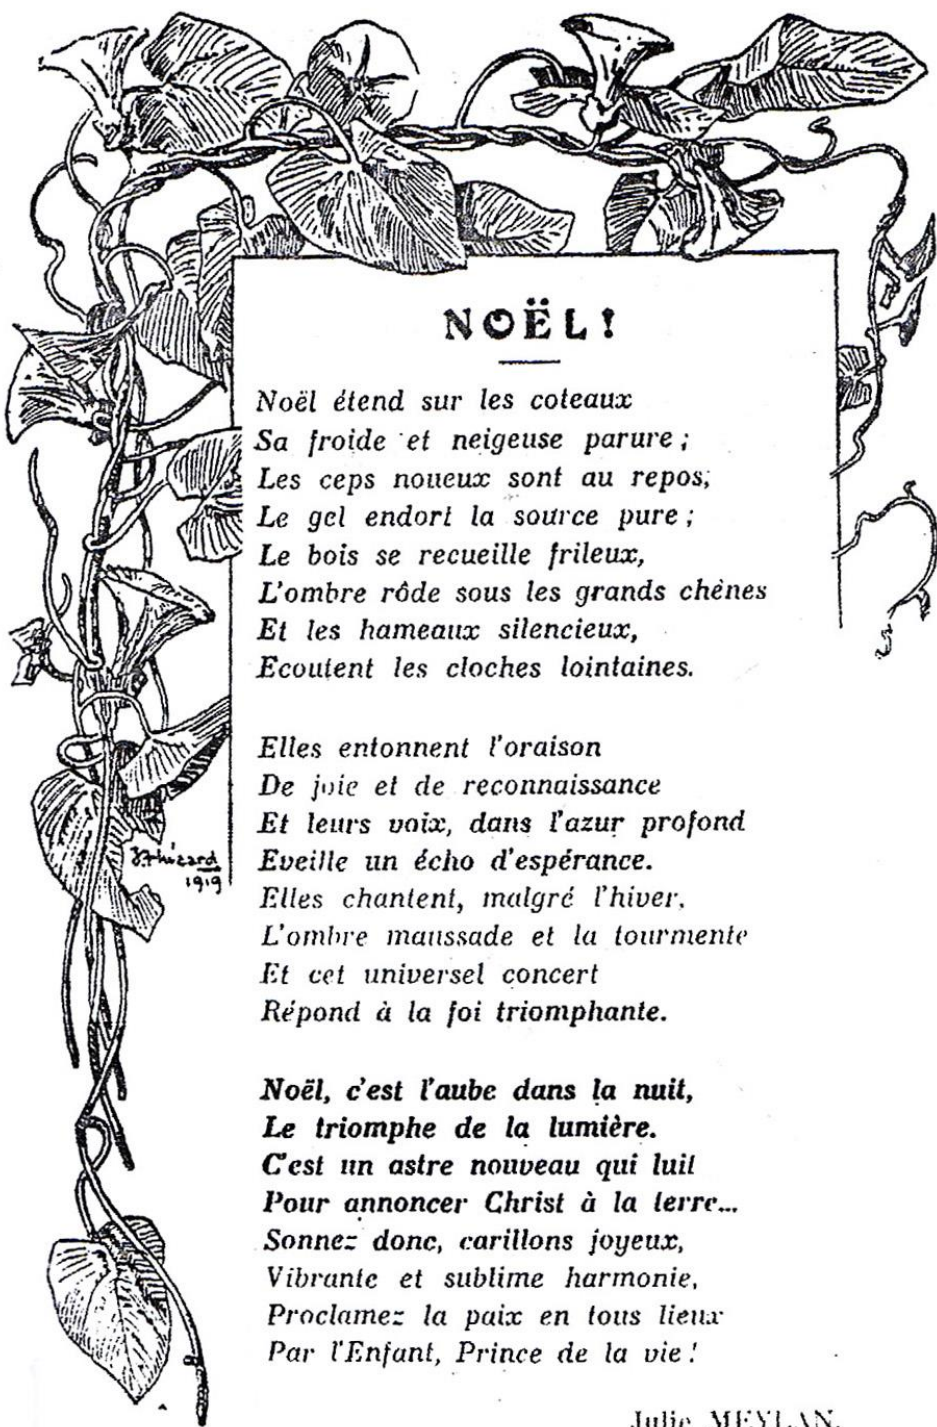 NOËL!
Noël étend sur les coteaux
Sa froide et neigeuse parure ;
Les ceps noueux sont au repos,
Le gel endort la source pure ;
Le bois se recueille frileux,
L'ombre rôde sous les grands chênes
Et les hameaux silencieux,
Ecoutent les cloches lointaines.

Elles entonnent l'oraison
De joie et de reconnaissance
Et leurs voix, dans l'azur profond
Eveille un écho d'espérance.
Elles chantent, malgré l'hiver,
L'ombre maussade et la tourmente
Et cet universel concert
Répond à la foi triomphante.

Noël, c'est l'aube dans la nuit,
Le triomphe de la lumière.
C'est un astre nouveau qui luit
Pour annoncer Christ à la terre...
Sonnez donc, carillons joyeux,
Vibrante et sublime harmonie,
Proclamez la paix en tous lieux
Par l'Enfant, Prince de la vie !

Julie MEYLAN.
1919